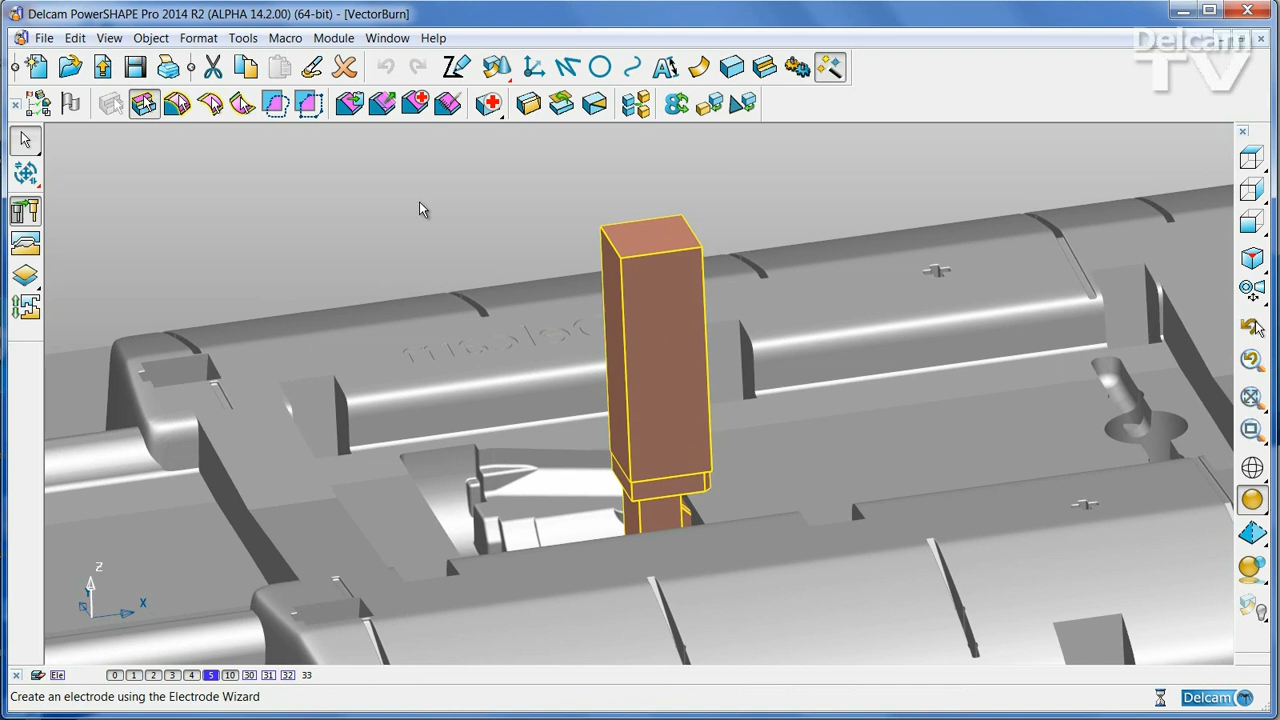 Delcam PowerSHAPE Pro 2014 R2 (ALPHA 14.2.00) (64-bit) - [VectorBurn]
File Edit View Object Format Tools Macro Module Window Help
Delcam
TV
Z
X
Ele 0 1 2 3 4 5 10 30 31 32 33
Create an electrode using the Electrode Wizard
Delcam